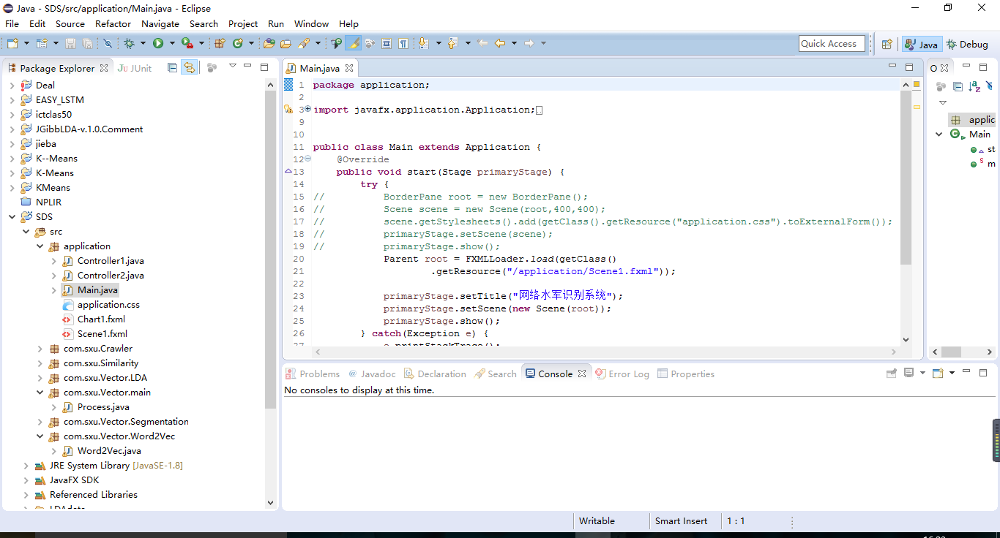 Java - SDS/src/application/Main.java - Eclipse
File Edit Source Refactor Navigate Search Project Run Window Help
Quick Access Java Debug
Package Explorer JUnit
Deal
EASY_LSTM
ictclas50
JGibbLDA-v.1.0.Comment
jieba
K--Means
K-Means
KMeans
NPLIR
SDS
src
application
Controller1.java
Controller2.java
Main.java
application.css
Chart1.fxml
Scene1.fxml
com.sxu.Crawler
com.sxu.Similarity
com.sxu.Vector.LDA
com.sxu.Vector.main
Process.java
com.sxu.Vector.Segmentation
com.sxu.Vector.Word2Vec
Word2Vec.java
JRE System Library [JavaSE-1.8]
JavaFX SDK
Referenced Libraries
Main.java
1 package application;
2
3 import javafx.application.Application;
9
10
11 public class Main extends Application {
12 @Override
13 public void start(Stage primaryStage) {
14 try {
15 // BorderPane root = new BorderPane();
16 // Scene scene = new Scene(root,400,400);
17 // scene.getStylesheets().add(getClass().getResource("application.css").toExternalForm());
18 // primaryStage.setScene(scene);
19 // primaryStage.show();
20 Parent root = FXMLLoader.load(getClass()
21 .getResource("/application/Scene1.fxml"));
22
23 primaryStage.setTitle("网络水军识别系统");
24 primaryStage.setScene(new Scene(root));
25 primaryStage.show();
26 } catch(Exception e) {
27 e.printStackTrace();
O
applic
Main
st
m
Problems Javadoc Declaration Search Console Error Log Properties
No consoles to display at this time.
Writable Smart Insert 1 : 1